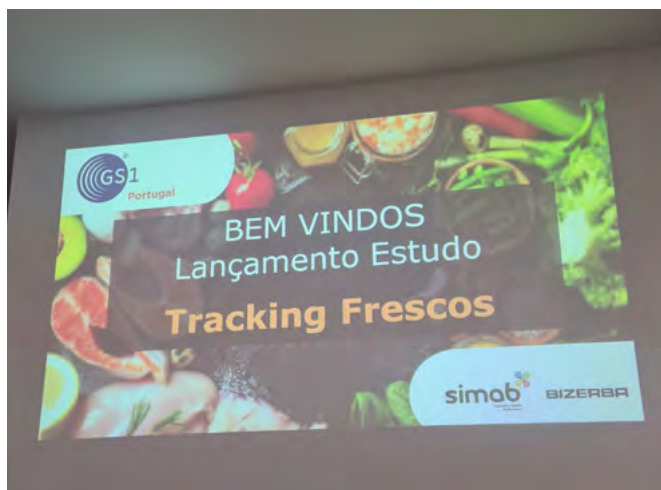 GS1
Portugal
BEM VINDOS
Lançamento Estudo
Tracking Frescos
simab
BIZERBA